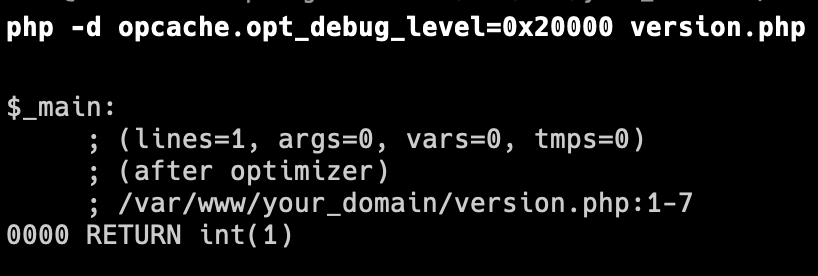 php -d opcache.opt_debug_level=0x20000 version.php
$_main:
; (lines=1, args=0, vars=0, tmps=0)
; (after optimizer)
; /var/www/your_domain/version.php:1-7
0000 RETURN int(1)